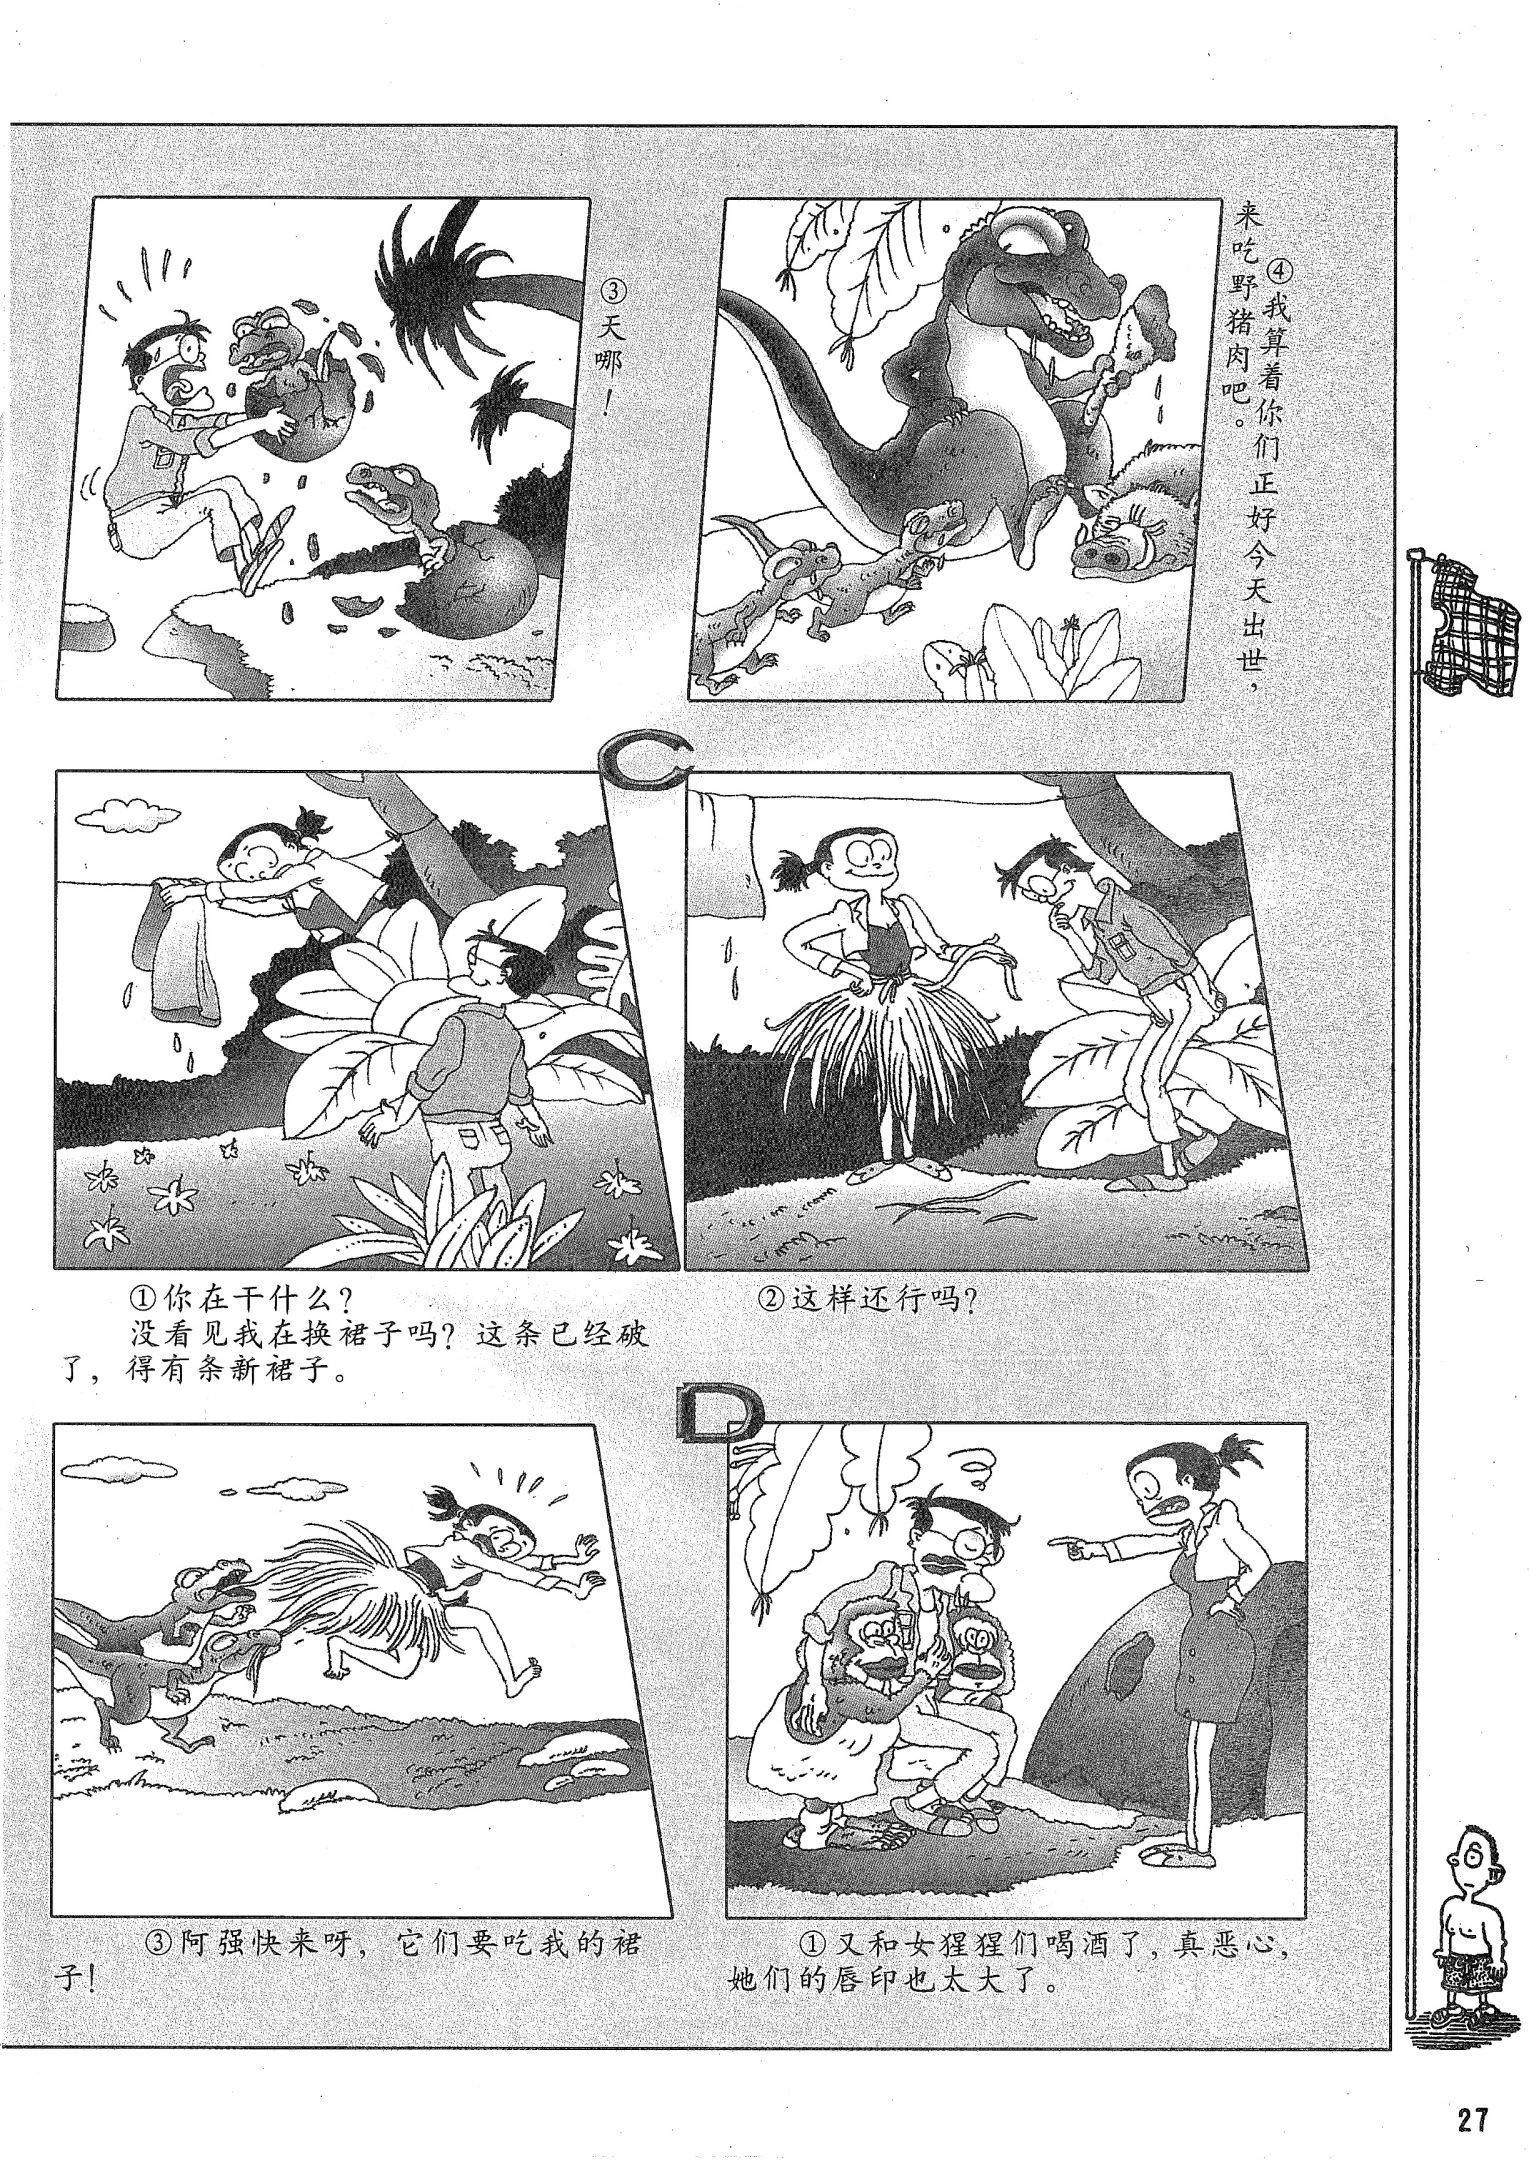 ③天哪！
④我算着你们正好今天出世，
来吃野猪肉吧。
C
①你在干什么？
没看见我在换裙子吗？这条已经破
了，得有条新裙子。
②这样还行吗？
③阿强快来呀，它们要吃我的裙
子！
D
①又和女猩猩们喝酒了，真恶心，
她们的唇印也太大了。
27